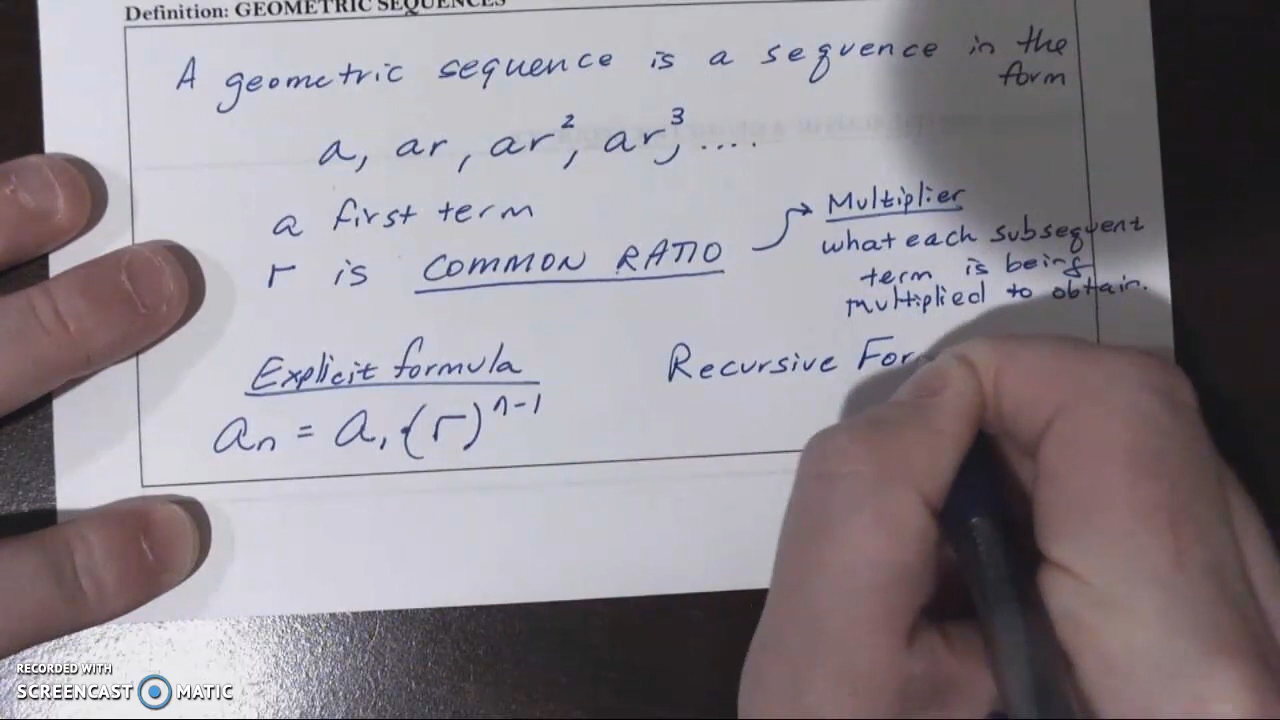 Definition: GEOMETRIC SEQUENCES
A geometric sequence is a sequence in the
form
a, ar, ar², ar³, ....
a first term
r is COMMON RATIO
Multiplier
what each subsequent
term is being
multiplied to obtain.
Explicit formula
aₙ = a₁·(r)ⁿ⁻¹
Recursive For
RECORDED WITH
SCREENCAST MATIC